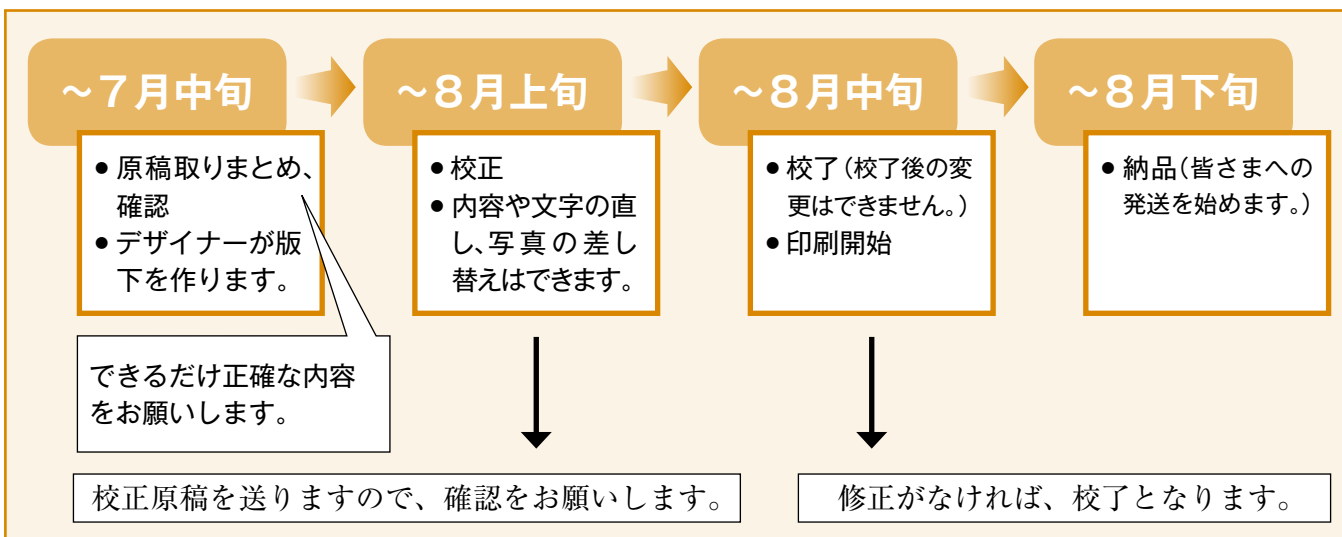 ～７月中旬
～８月上旬
～８月中旬
～８月下旬
● 原稿取りまとめ、
確認
● デザイナーが版
下を作ります。
● 校正
● 内容や文字の直
し、写真の差し
替えはできます。
● 校了（校了後の変
更はできません。）
● 印刷開始
● 納品（皆さまへの
発送を始めます。）
できるだけ正確な内容
をお願いします。
校正原稿を送りますので、確認をお願いします。
修正がなければ、校了となります。